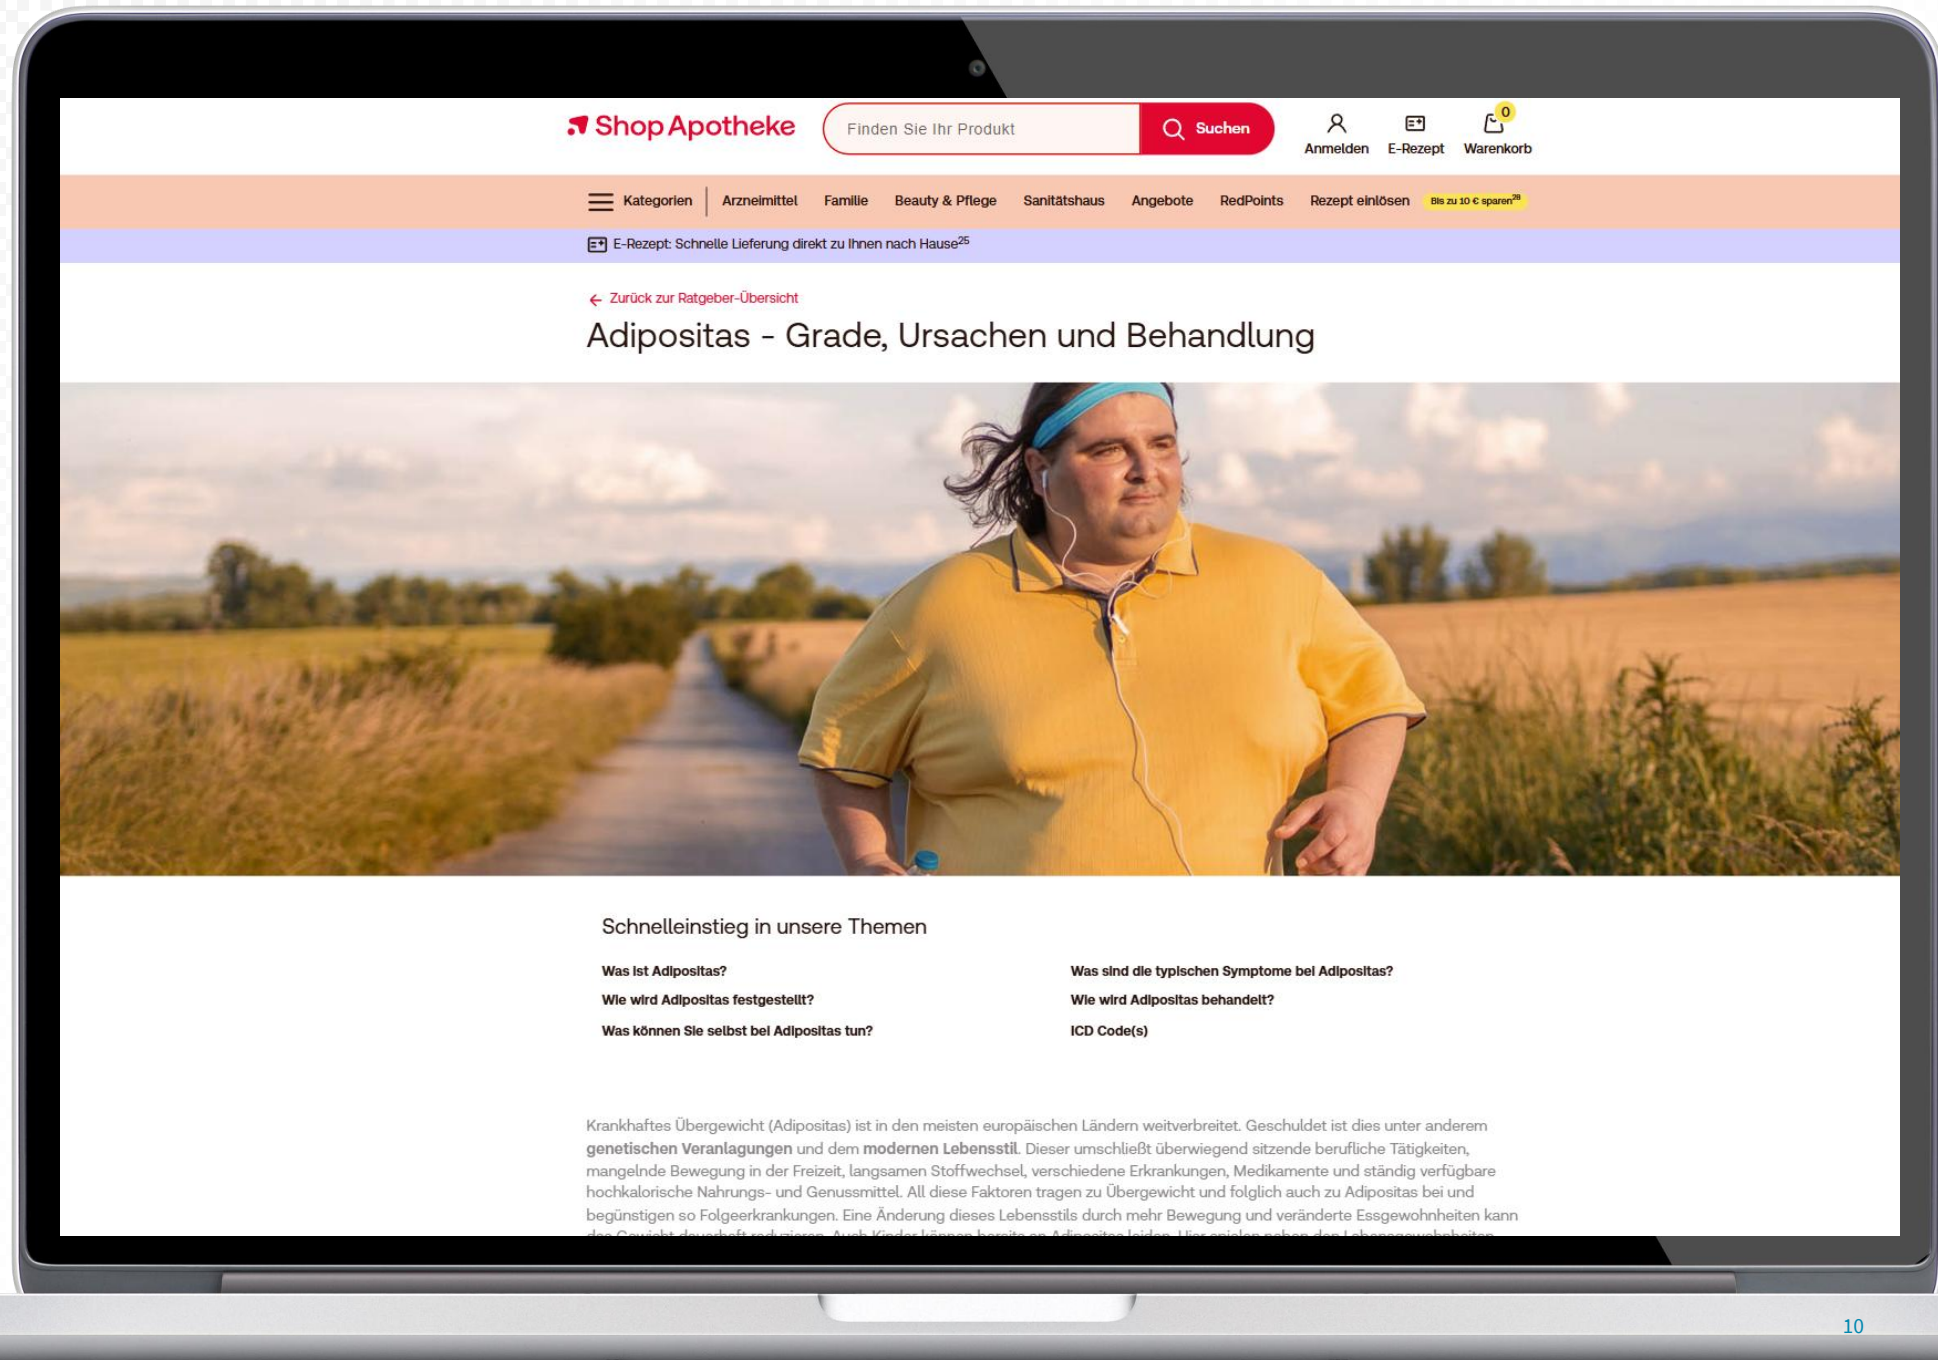 Shop Apotheke
Finden Sie Ihr Produkt
Suchen
Anmelden
E-Rezept
0
Warenkorb
Kategorien
Arzneimittel
Familie
Beauty & Pflege
Sanitätshaus
Angebote
RedPoints
Rezept einlösen
Bis zu 10 € sparen²⁸
E-Rezept: Schnelle Lieferung direkt zu Ihnen nach Hause²⁵
Zurück zur Ratgeber-Übersicht
Adipositas - Grade, Ursachen und Behandlung
Schnelleinstieg in unsere Themen
Was ist Adipositas?
Was sind die typischen Symptome bei Adipositas?
Wie wird Adipositas festgestellt?
Wie wird Adipositas behandelt?
Was können Sie selbst bei Adipositas tun?
ICD Code(s)
Krankhaftes Übergewicht (Adipositas) ist in den meisten europäischen Ländern weitverbreitet. Geschuldet ist dies unter anderem
genetischen Veranlagungen und dem modernen Lebensstil. Dieser umschließt überwiegend sitzende berufliche Tätigkeiten,
mangelnde Bewegung in der Freizeit, langsamen Stoffwechsel, verschiedene Erkrankungen, Medikamente und ständig verfügbare
hochkalorische Nahrungs- und Genussmittel. All diese Faktoren tragen zu Übergewicht und folglich auch zu Adipositas bei und
begünstigen so Folgeerkrankungen. Eine Änderung dieses Lebensstils durch mehr Bewegung und veränderte Essgewohnheiten kann
10